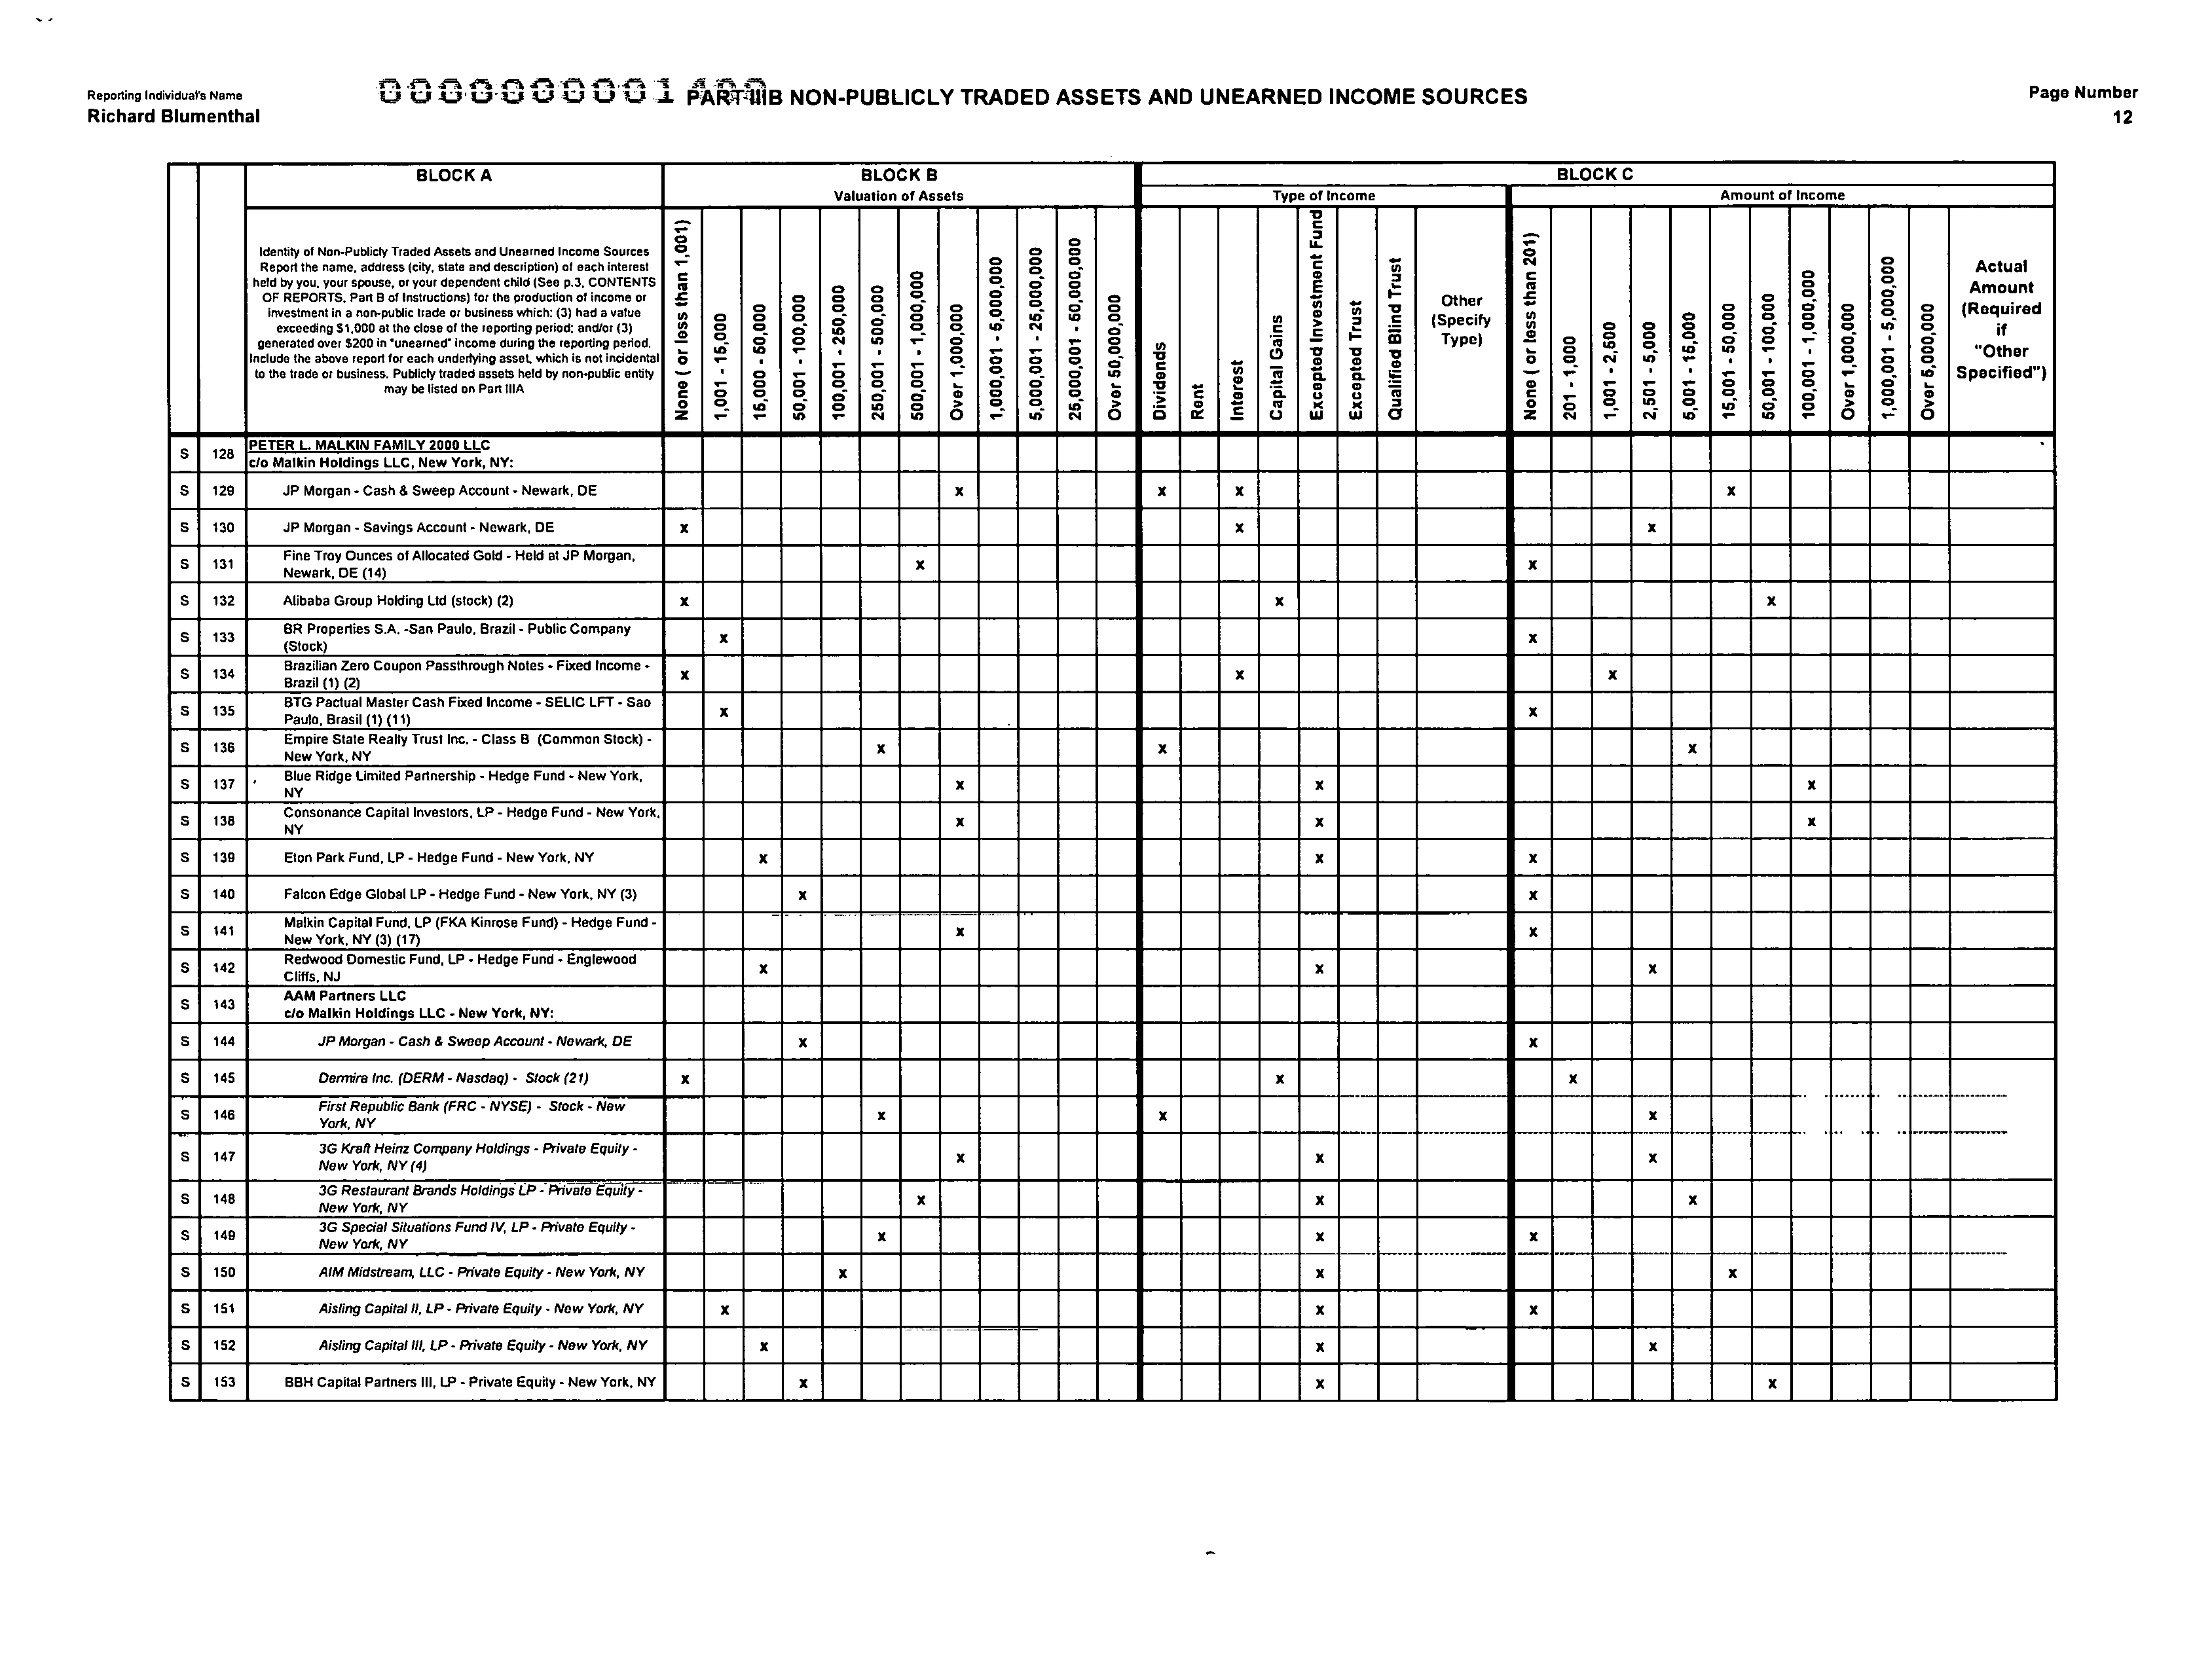 Reporting Individual's Name
Richard Blumenthal
PART IIIB NON-PUBLICLY TRADED ASSETS AND UNEARNED INCOME SOURCES
Page Number
12
BLOCK A
BLOCK B
BLOCK C
Valuation of Assets
Type of Income
Amount of Income
Identity of Non-Publicly Traded Assets and Unearned Income Sources
Report the name, address (city, state and description) of each interest
held by you, your spouse, or your dependent child (See p.3, CONTENTS
OF REPORTS, Part B of Instructions) for the production of income or
investment in a non-public trade or business which: (3) had a value
exceeding $1,000 at the close of the reporting period; and/or (3)
generated over $200 in "unearned" income during the reporting period.
Include the above report for each underlying asset, which is not incidental
to the trade or business. Publicly traded assets held by non-public entity
may be listed on Part IIIA
None ( or less than 1,001)
1,001 - 15,000
15,000 - 50,000
50,001 - 100,000
100,001 - 250,000
250,001 - 500,000
500,001 - 1,000,000
Over 1,000,000
1,000,001 - 5,000,000
5,000,001 - 25,000,000
25,000,001 - 50,000,000
Over 50,000,000
Dividends
Rent
Interest
Capital Gains
Excepted Investment Fund
Excepted Trust
Qualified Blind Trust
Other
(Specify
Type)
None ( or less than 201)
201 - 1,000
1,001 - 2,500
2,501 - 5,000
5,001 - 15,000
15,001 - 50,000
50,001 - 100,000
100,001 - 1,000,000
Over 1,000,000
1,000,001 - 5,000,000
Over 5,000,000
Actual
Amount
(Required
if
"Other
Specified")
S 128 PETER L. MALKIN FAMILY 2000 LLC
c/o Malkin Holdings LLC, New York, NY:
S 129 JP Morgan - Cash & Sweep Account - Newark, DE x x x x
S 130 JP Morgan - Savings Account - Newark, DE x x x
S 131 Fine Troy Ounces of Allocated Gold - Held at JP Morgan,
Newark, DE (14) x x
S 132 Alibaba Group Holding Ltd (stock) (2) x x x
S 133 BR Properties S.A. -San Paulo, Brazil - Public Company
(Stock) x x
S 134 Brazilian Zero Coupon Passthrough Notes - Fixed Income -
Brazil (1) (2) x x x
S 135 BTG Pactual Master Cash Fixed Income - SELIC LFT - Sao
Paulo, Brasil (1) (11) x x
S 136 Empire State Realty Trust Inc. - Class B (Common Stock) -
New York, NY x x x
S 137 Blue Ridge Limited Partnership - Hedge Fund - New York,
NY x x x
S 138 Consonance Capital Investors, LP - Hedge Fund - New York,
NY x x x
S 139 Eton Park Fund, LP - Hedge Fund - New York, NY x x x
S 140 Falcon Edge Global LP - Hedge Fund - New York, NY (3) x x
S 141 Malkin Capital Fund, LP (FKA Kinrose Fund) - Hedge Fund -
New York, NY (3) (17) x x
S 142 Redwood Domestic Fund, LP - Hedge Fund - Englewood
Cliffs, NJ x x x
S 143 AAM Partners LLC
c/o Malkin Holdings LLC - New York, NY:
S 144 JP Morgan - Cash & Sweep Account - Newark, DE x x
S 145 Dermira Inc. (DERM - Nasdaq) - Stock (21) x x x
S 146 First Republic Bank (FRC - NYSE) - Stock - New
York, NY x x x
S 147 3G Kraft Heinz Company Holdings - Private Equity -
New York, NY (4) x x x
S 148 3G Restaurant Brands Holdings LP - Private Equity -
New York, NY x x x
S 149 3G Special Situations Fund IV, LP - Private Equity -
New York, NY x x x
S 150 AIM Midstream, LLC - Private Equity - New York, NY x x x
S 151 Aisling Capital II, LP - Private Equity - New York, NY x x x
S 152 Aisling Capital III, LP - Private Equity - New York, NY x x x
S 153 BBH Capital Partners III, LP - Private Equity - New York, NY x x x